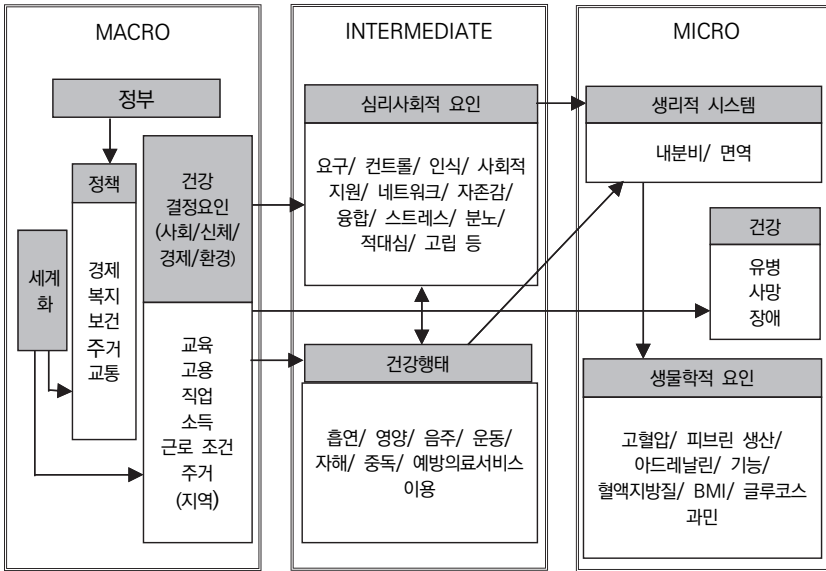 MACRO
정부
정책
경제
복지
보건
주거
교통
세계
화
건강
결정요인
(사회/신체/
경제/환경)
교육
고용
직업
소득
근로 조건
주거
(지역)
INTERMEDIATE
심리사회적 요인
요구/ 컨트롤/ 인식/ 사회적
지원/ 네트워크/ 자존감/
융합/ 스트레스/ 분노/
적대심/ 고립 등
건강행태
흡연/ 영양/ 음주/ 운동/
자해/ 중독/ 예방의료서비스
이용
MICRO
생리적 시스템
내분비/ 면역
건강
유병
사망
장애
생물학적 요인
고혈압/ 피브린 생산/
아드레날린/ 기능/
혈액지방질/ BMI/ 글루코스
과민